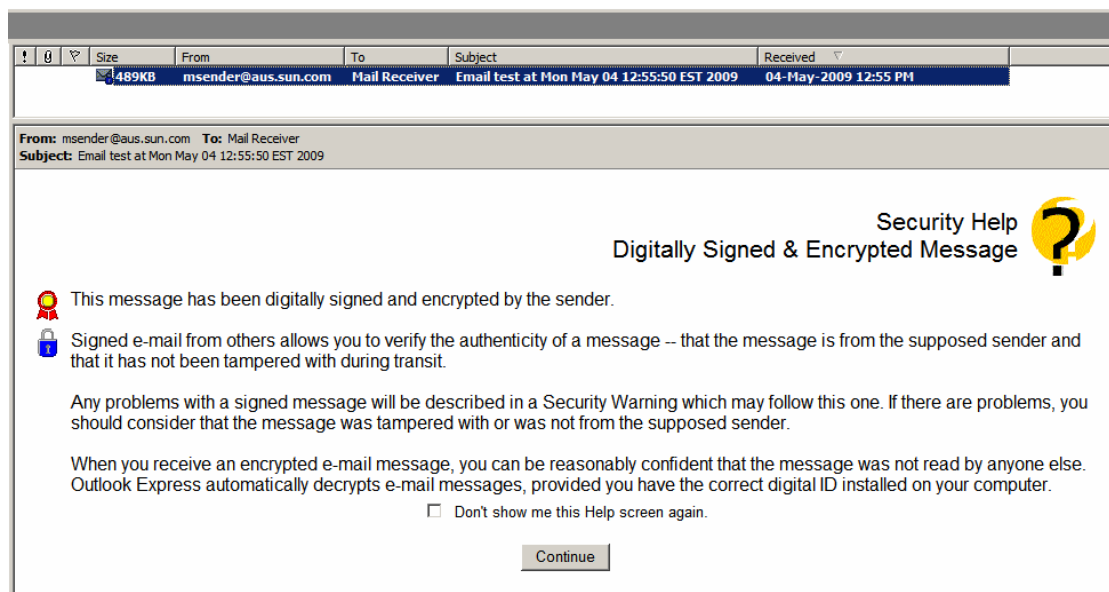 ! Size From To Subject Received
489KB msender@aus.sun.com Mail Receiver Email test at Mon May 04 12:55:50 EST 2009 04-May-2009 12:55 PM
From: msender@aus.sun.com To: Mail Receiver
Subject: Email test at Mon May 04 12:55:50 EST 2009
Security Help
Digitally Signed & Encrypted Message
?
This message has been digitally signed and encrypted by the sender.
Signed e-mail from others allows you to verify the authenticity of a message -- that the message is from the supposed sender and
that it has not been tampered with during transit.
Any problems with a signed message will be described in a Security Warning which may follow this one. If there are problems, you
should consider that the message was tampered with or was not from the supposed sender.
When you receive an encrypted e-mail message, you can be reasonably confident that the message was not read by anyone else.
Outlook Express automatically decrypts e-mail messages, provided you have the correct digital ID installed on your computer.
Don't show me this Help screen again.
Continue